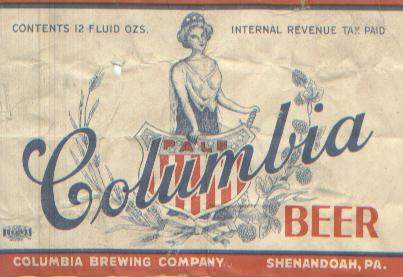 CONTENTS 12 FLUID OZS. INTERNAL REVENUE TAX PAID
PALE
Columbia
BEER
COLUMBIA BREWING COMPANY SHENANDOAH, PA.